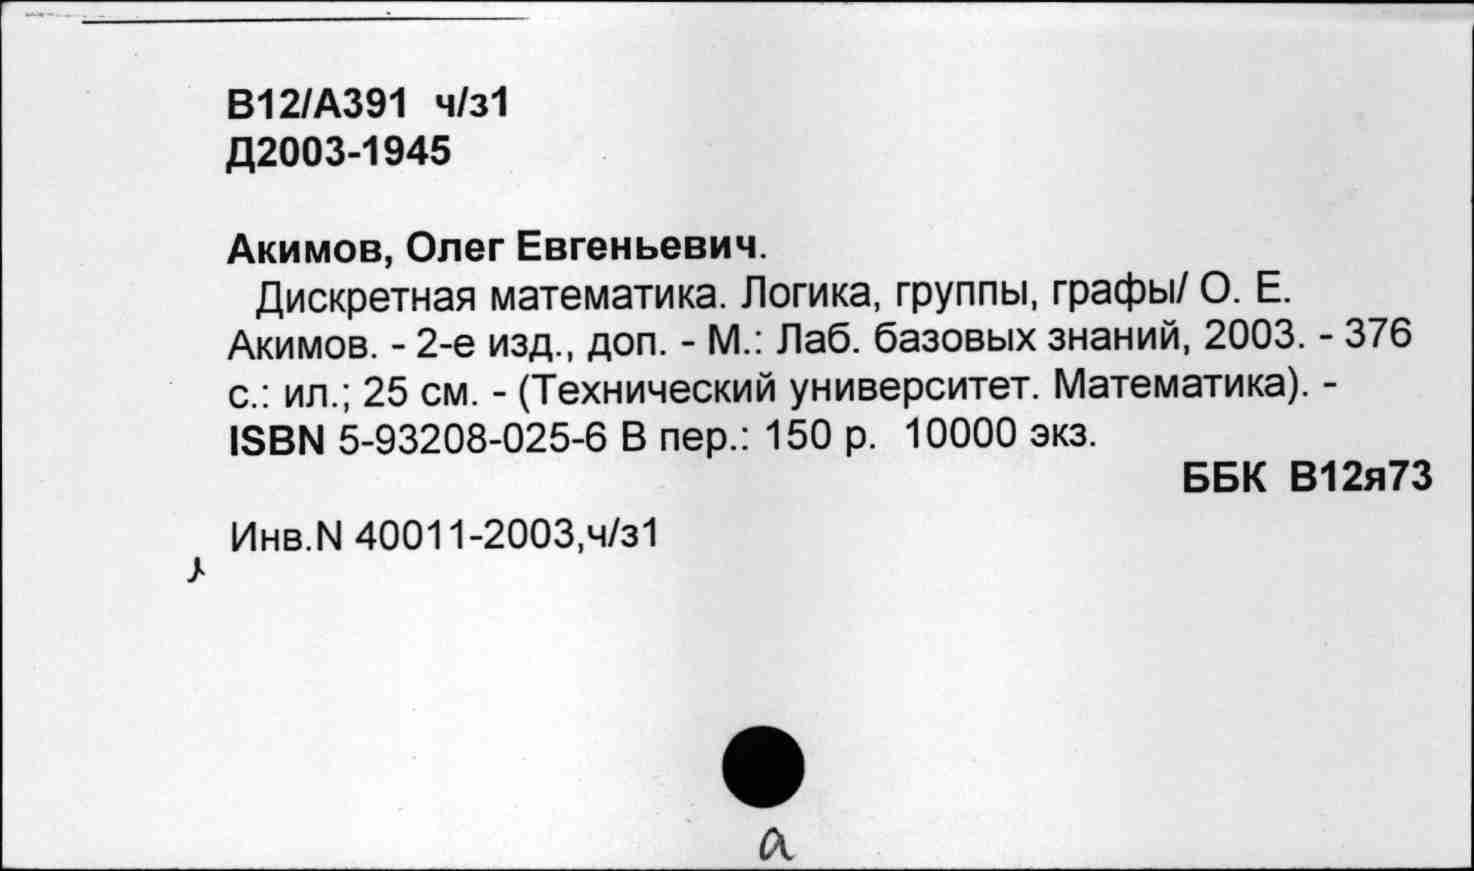 В12/А391 ч/з1
Д2003-1945
Акимов, Олег Евгеньевич.
Дискретная математика. Логика, группы, графы/ О. Е.
Акимов. - 2-е изд., доп. - М.: Лаб. базовых знаний, 2003. - 376
с.: ил.; 25 см. - (Технический университет. Математика). -
ISBN 5-93208-025-6 В пер.: 150 р. 10000 экз.
ББК В12я73
Инв.N 40011-2003,ч/з1
а